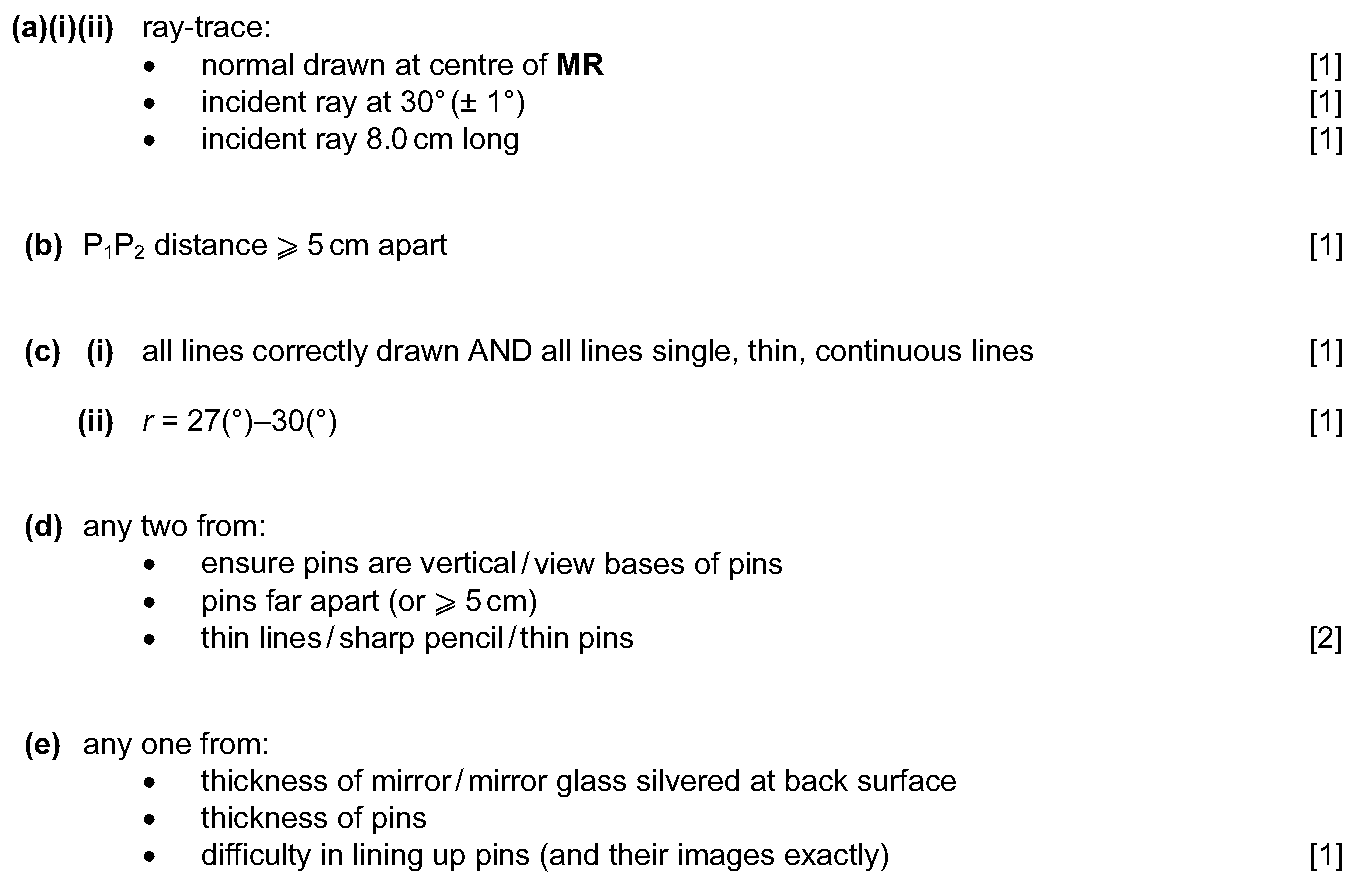 (a)(i)(ii) ray-trace:
• normal drawn at centre of MR [1]
• incident ray at 30° (± 1°) [1]
• incident ray 8.0 cm long [1]
(b) P₁P₂ distance ⩾ 5 cm apart [1]
(c) (i) all lines correctly drawn AND all lines single, thin, continuous lines [1]
(ii) r = 27(°)–30(°) [1]
(d) any two from:
• ensure pins are vertical / view bases of pins
• pins far apart (or ⩾ 5 cm)
• thin lines / sharp pencil / thin pins [2]
(e) any one from:
• thickness of mirror / mirror glass silvered at back surface
• thickness of pins
• difficulty in lining up pins (and their images exactly) [1]